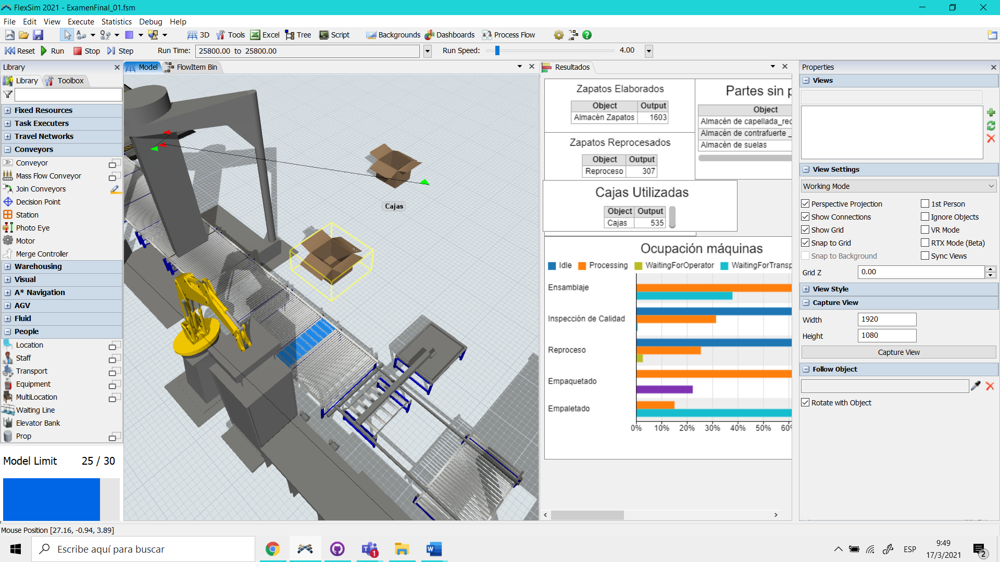 FlexSim 2021 - ExamenFinal_01.fsm
File Edit View Execute Statistics Debug Help
3D Tools Excel Tree Script Backgrounds Dashboards Process Flow
Reset Run Stop Step Run Time: 25800.00 to 25800.00 Run Speed: 4.00
Library
Library Toolbox
Fixed Resources
Task Executers
Travel Networks
Conveyors
Conveyor
Mass Flow Conveyor
Join Conveyors
Decision Point
Station
Photo Eye
Motor
Merge Controller
Warehousing
Visual
A* Navigation
AGV
Fluid
People
Location
Staff
Transport
Equipment
MultiLocation
Waiting Line
Elevator Bank
Prop
Model Limit 25 / 30
Model FlowItem Bin
Cajas
Resultados
Zapatos Elaborados
Object Output
Almacén Zapatos 1603
Zapatos Reprocesados
Object Output
Reproceso 307
Partes sin p
Object
Almacén de capellada_rec
Almacén de contrafuerte _
Almacén de suelas
Cajas Utilizadas
Object Output
Cajas 535
Ocupación máquinas
Idle Processing WaitingForOperator WaitingForTransp
Ensamblaje
Inspección de Calidad
Reproceso
Empaquetado
Empaletado
0% 10% 20% 30% 40% 50% 60%
Properties
Views
View Settings
Working Mode
Perspective Projection 1st Person
Show Connections Ignore Objects
Show Grid VR Mode
Snap to Grid RTX Mode (Beta)
Snap to Background Sync Views
Grid Z 0.00
View Style
Capture View
Width 1920
Height 1080
Capture View
Follow Object
Rotate with Object
Mouse Position [27.16, -0.94, 3.89]
Escribe aquí para buscar
1
ESP
9:49
17/3/2021
2